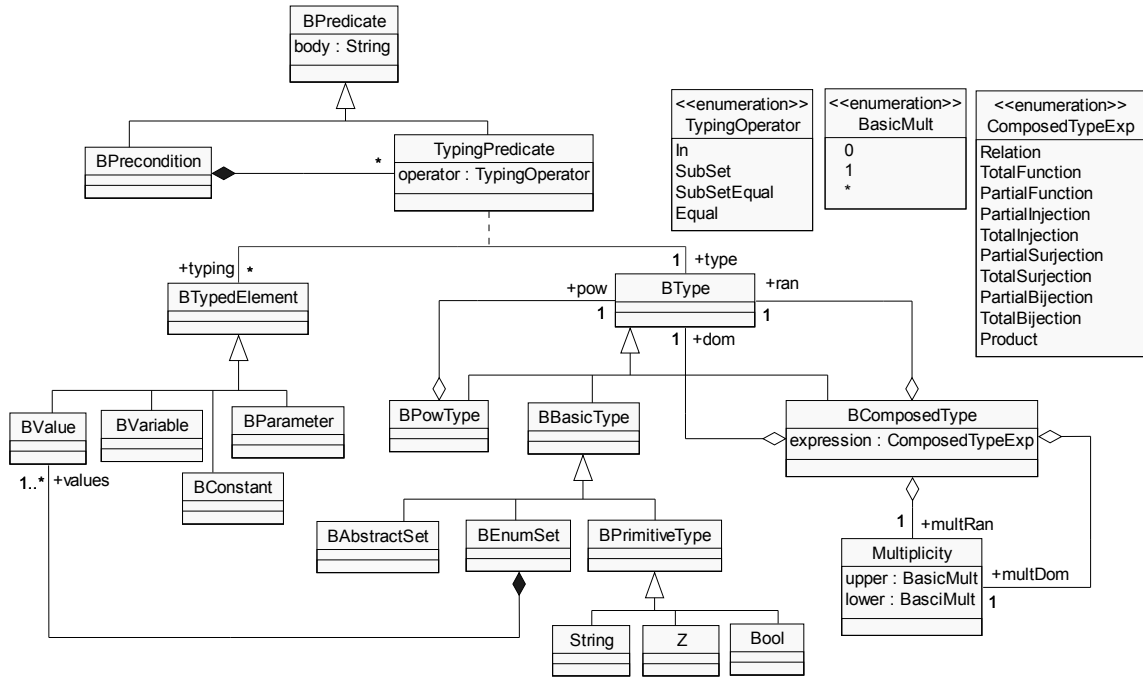 BPredicate
body : String
<<enumeration>>
TypingOperator
In
SubSet
SubSetEqual
Equal
<<enumeration>>
BasicMult
0
1
*
<<enumeration>>
ComposedTypeExp
Relation
TotalFunction
PartialFunction
PartialInjection
TotalInjection
PartialSurjection
TotalSurjection
PartialBijection
TotalBijection
Product
BPrecondition
*
TypingPredicate
operator : TypingOperator
+typing *
1 +type
BTypedElement
+pow
1
BType
+ran
1
1 +dom
BValue
BVariable
BParameter
BConstant
BPowType
BBasicType
BComposedType
expression : ComposedTypeExp
1..* +values
BAbstractSet
BEnumSet
BPrimitiveType
1 +multRan
Multiplicity
upper : BasicMult
lower : BasciMult
+multDom
1
String
Z
Bool